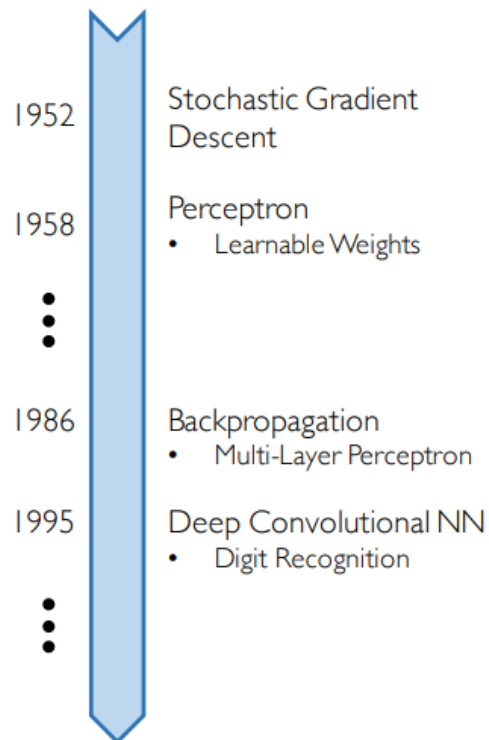 1952
Stochastic Gradient
Descent
1958
Perceptron
• Learnable Weights
1986
Backpropagation
• Multi-Layer Perceptron
1995
Deep Convolutional NN
• Digit Recognition